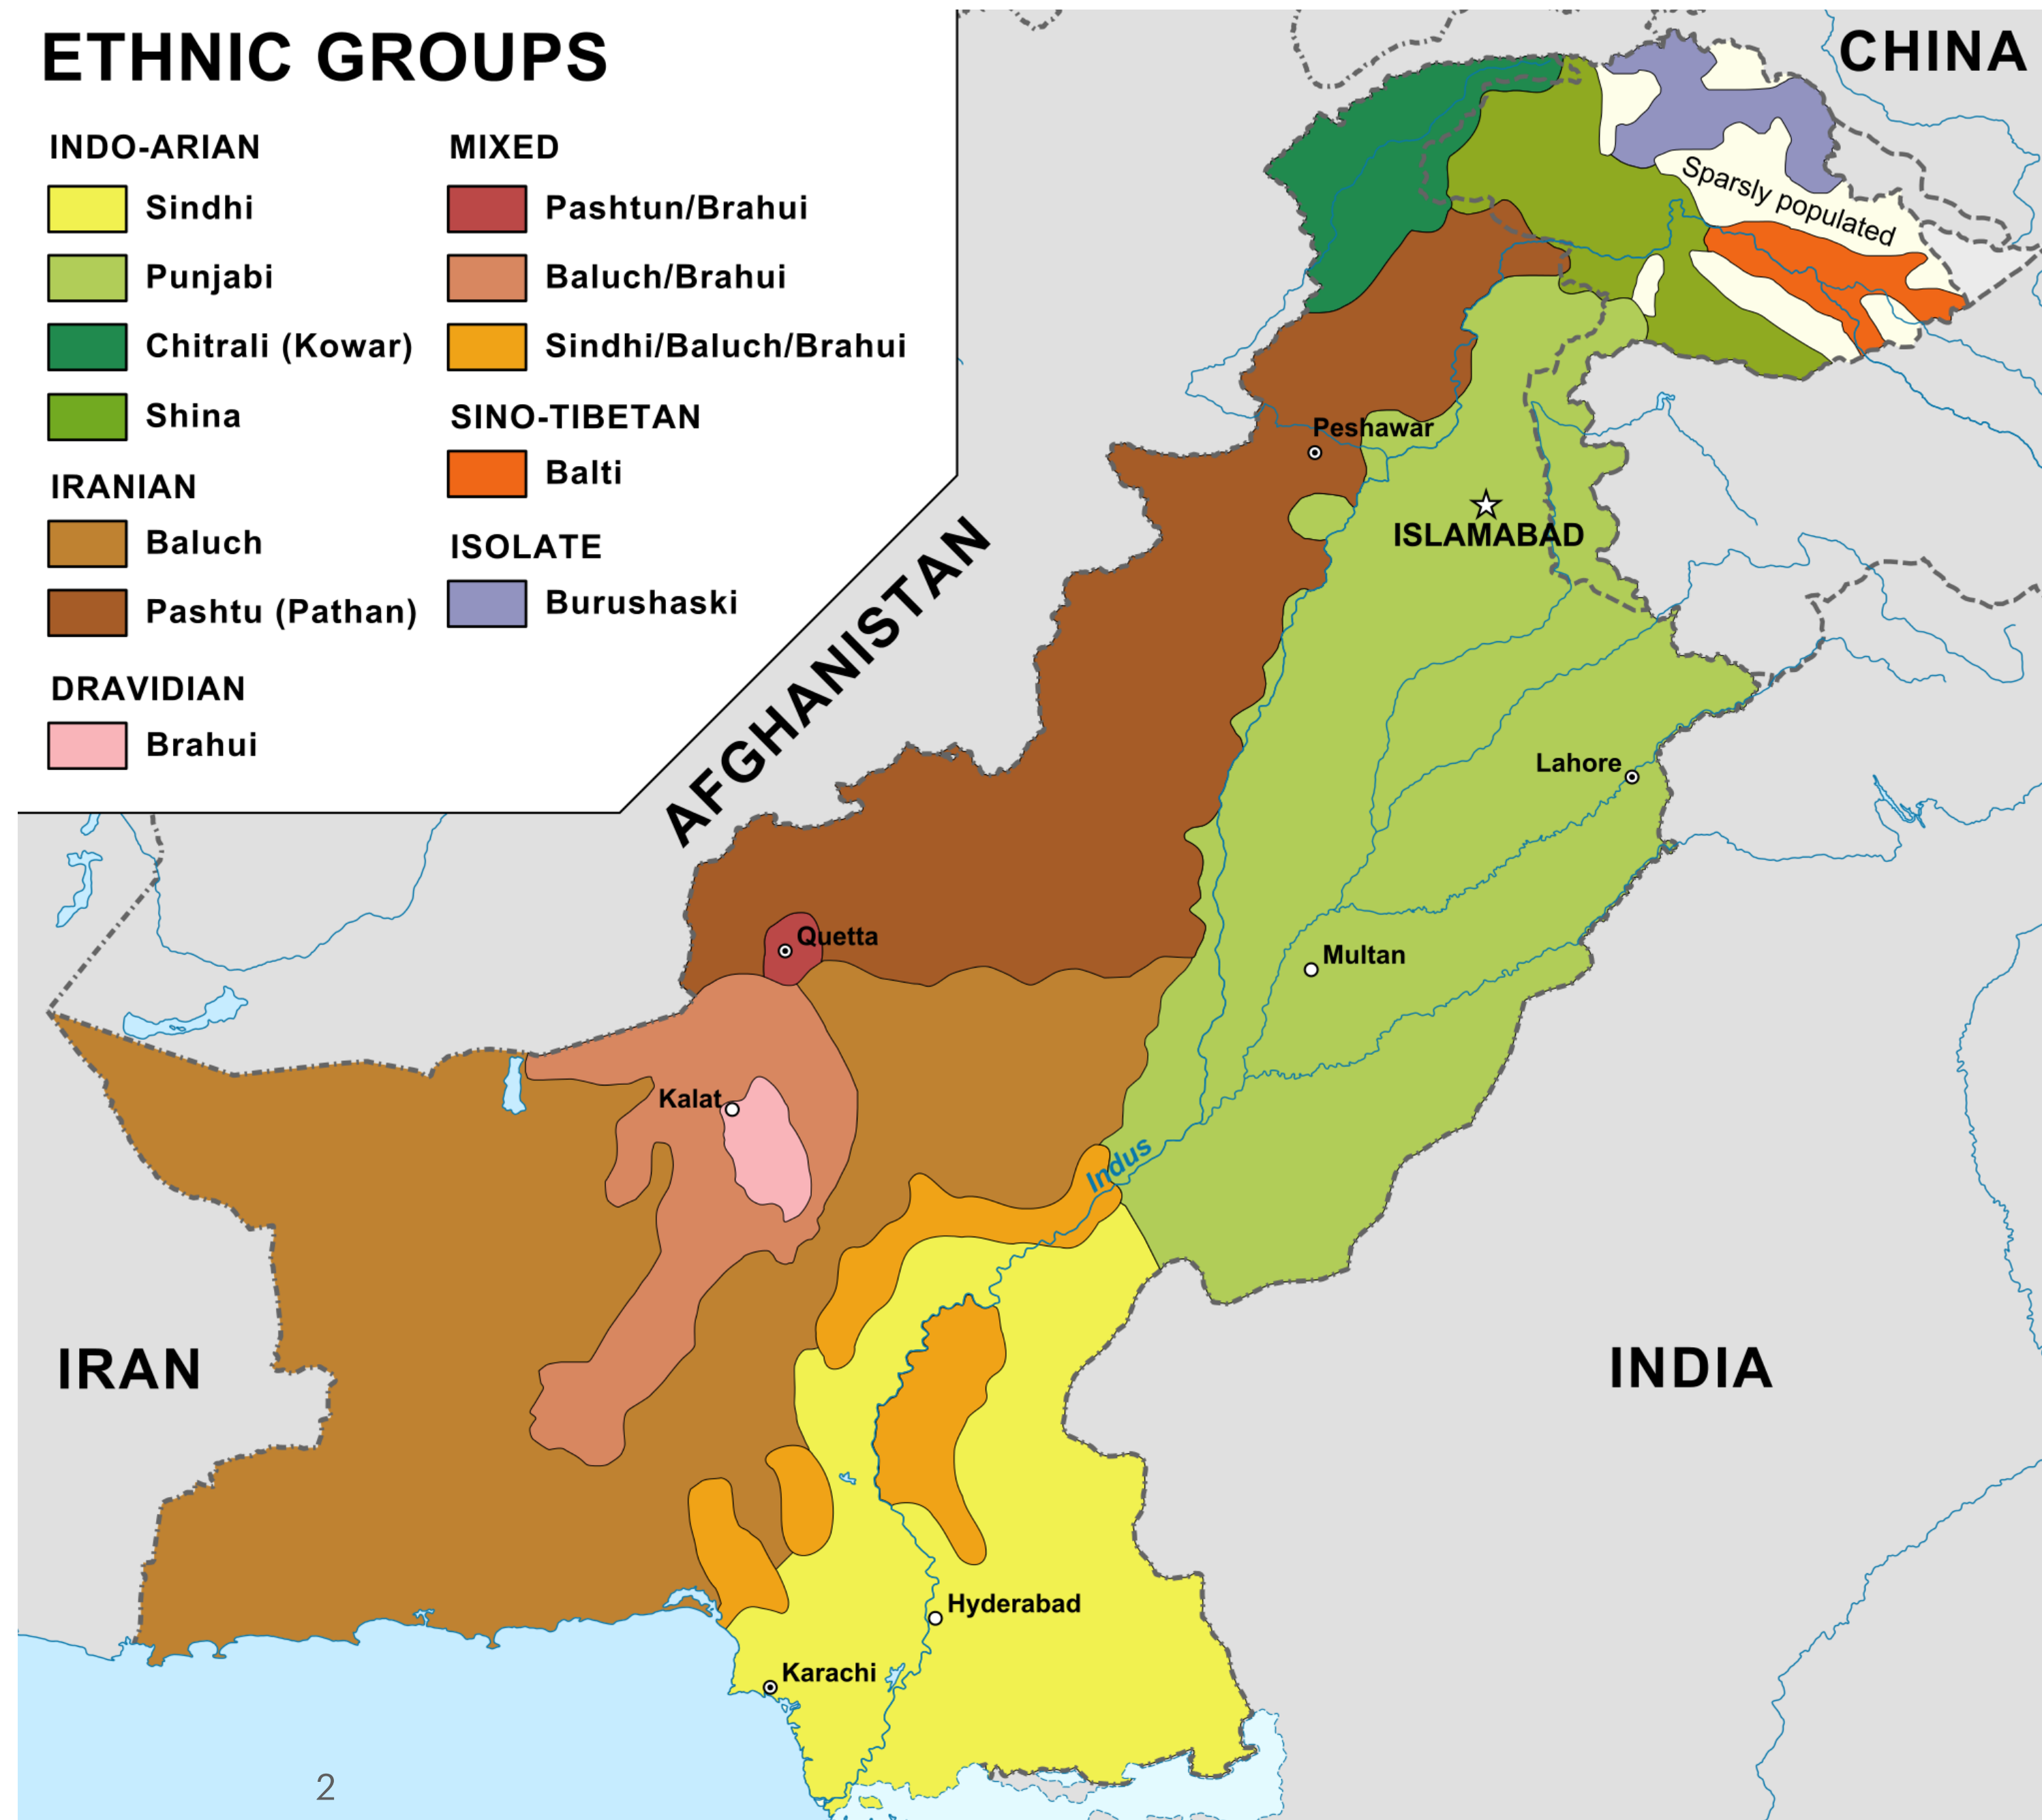 ETHNIC GROUPS
INDO-ARIAN
Sindhi
Punjabi
Chitrali (Kowar)
Shina
IRANIAN
Baluch
Pashtu (Pathan)
DRAVIDIAN
Brahui
MIXED
Pashtun/Brahui
Baluch/Brahui
Sindhi/Baluch/Brahui
SINO-TIBETAN
Balti
ISOLATE
Burushaski
CHINA
Sparsly populated
Peshawar
ISLAMABAD
AFGHANISTAN
Lahore
Quetta
Multan
Kalat
Indus
IRAN
INDIA
Hyderabad
Karachi
2